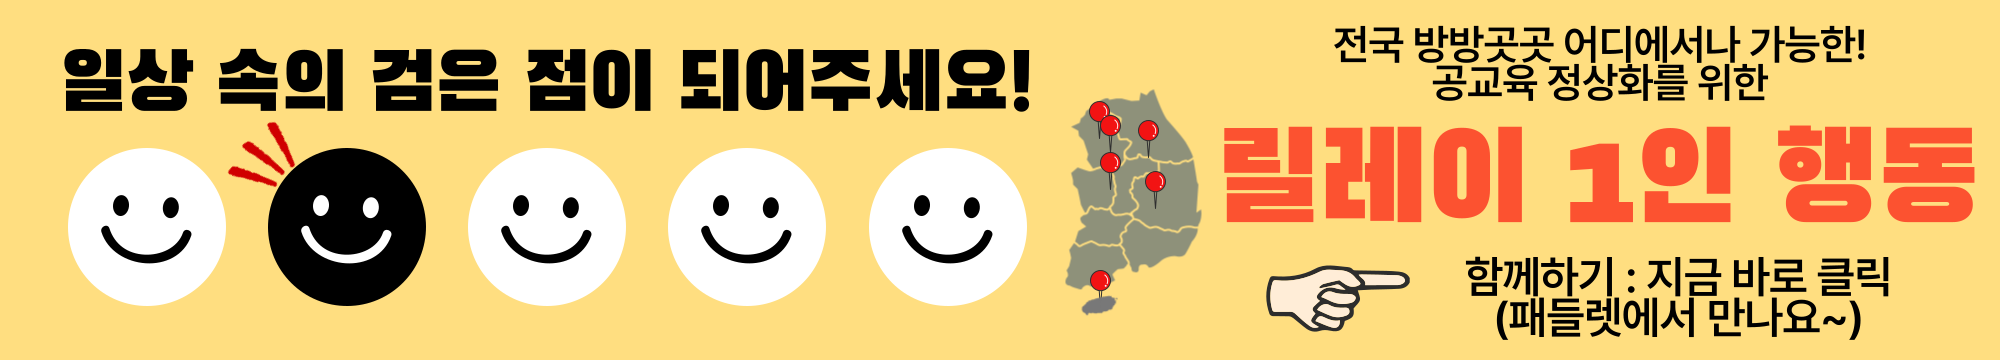 일상 속의 검은 점이 되어주세요!
전국 방방곳곳 어디에서나 가능한!
공교육 정상화를 위한
릴레이 1인 행동
함께하기 : 지금 바로 클릭
(패들렛에서 만나요~)